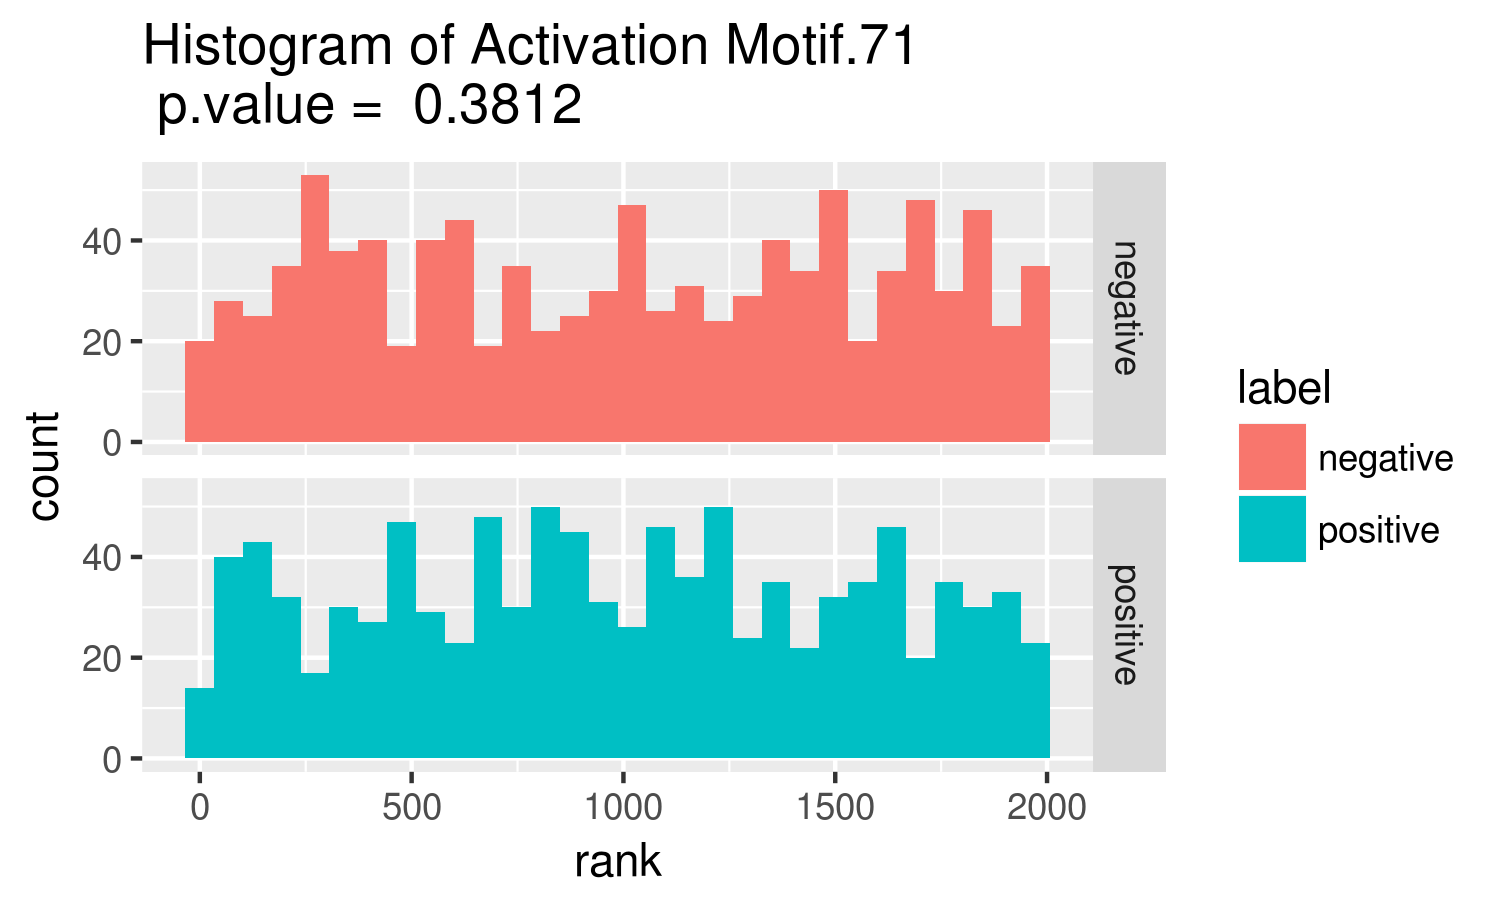 Histogram of Activation Motif.71
p.value = 0.3812
count
40
20
0
negative
40
20
0
positive
0 500 1000 1500 2000
rank
label
negative
positive